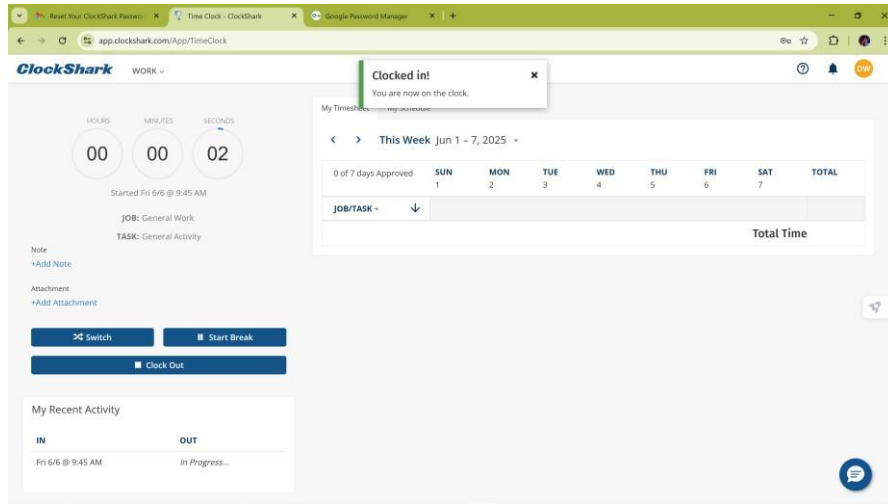 Reset Your ClockShark Passwo
Time Clock - ClockShark
Google Password Manager
app.clockshark.com/App/TimeClock
ClockShark
WORK
Clocked in!
You are now on the clock.
DW
HOURS MINUTES SECONDS
00 00 02
Started Fri 6/6 @ 9:45 AM
JOB: General Work
TASK: General Activity
Note
+Add Note
Attachment
+Add Attachment
Switch
Start Break
Clock Out
My Recent Activity
IN OUT
Fri 6/6 @ 9:45 AM In Progress...
My Timesheet My Schedule
This Week Jun 1 – 7, 2025
0 of 7 days Approved SUN MON TUE WED THU FRI SAT TOTAL
1 2 3 4 5 6 7
JOB/TASK
Total Time